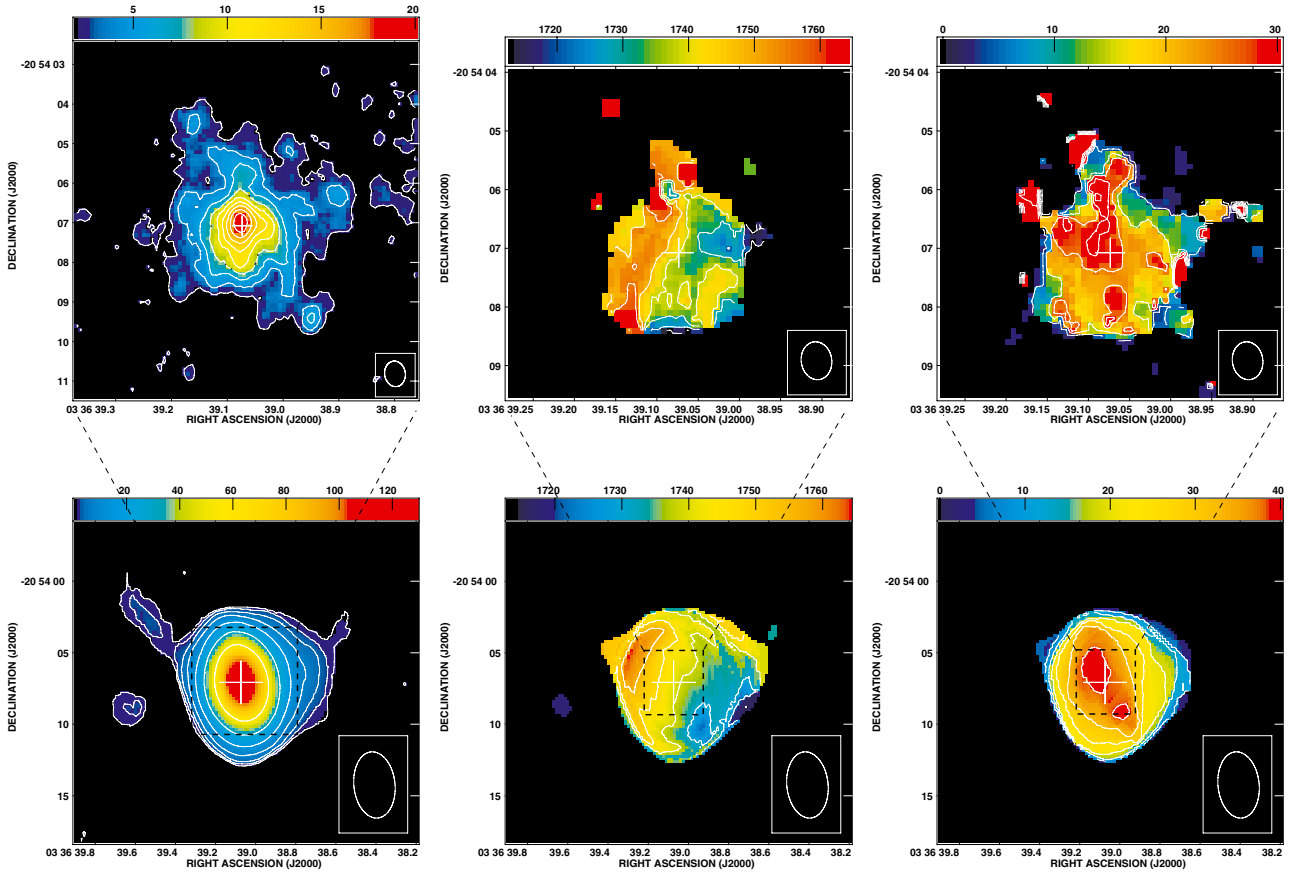 5 10 15 20
DECLINATION (J2000)
-20 54 03
04
05
06
07
08
09
10
11
03 36 39.3 39.2 39.1 39.0 38.9 38.8
RIGHT ASCENSION (J2000)
1720 1730 1740 1750 1760
DECLINATION (J2000)
-20 54 04
05
06
07
08
09
03 36 39.25 39.20 39.15 39.10 39.05 39.00 38.95 38.90
RIGHT ASCENSION (J2000)
0 10 20 30
DECLINATION (J2000)
-20 54 04
05
06
07
08
09
03 36 39.25 39.20 39.15 39.10 39.05 39.00 38.95 38.90
RIGHT ASCENSION (J2000)
20 40 60 80 100 120
DECLINATION (J2000)
-20 54 00
05
10
15
03 36 39.8 39.6 39.4 39.2 39.0 38.8 38.6 38.4 38.2
RIGHT ASCENSION (J2000)
1720 1730 1740 1750 1760
DECLINATION (J2000)
-20 54 00
05
10
15
03 36 39.8 39.6 39.4 39.2 39.0 38.8 38.6 38.4 38.2
RIGHT ASCENSION (J2000)
0 10 20 30 40
DECLINATION (J2000)
-20 54 00
05
10
15
03 36 39.8 39.6 39.4 39.2 39.0 38.8 38.6 38.4 38.2
RIGHT ASCENSION (J2000)